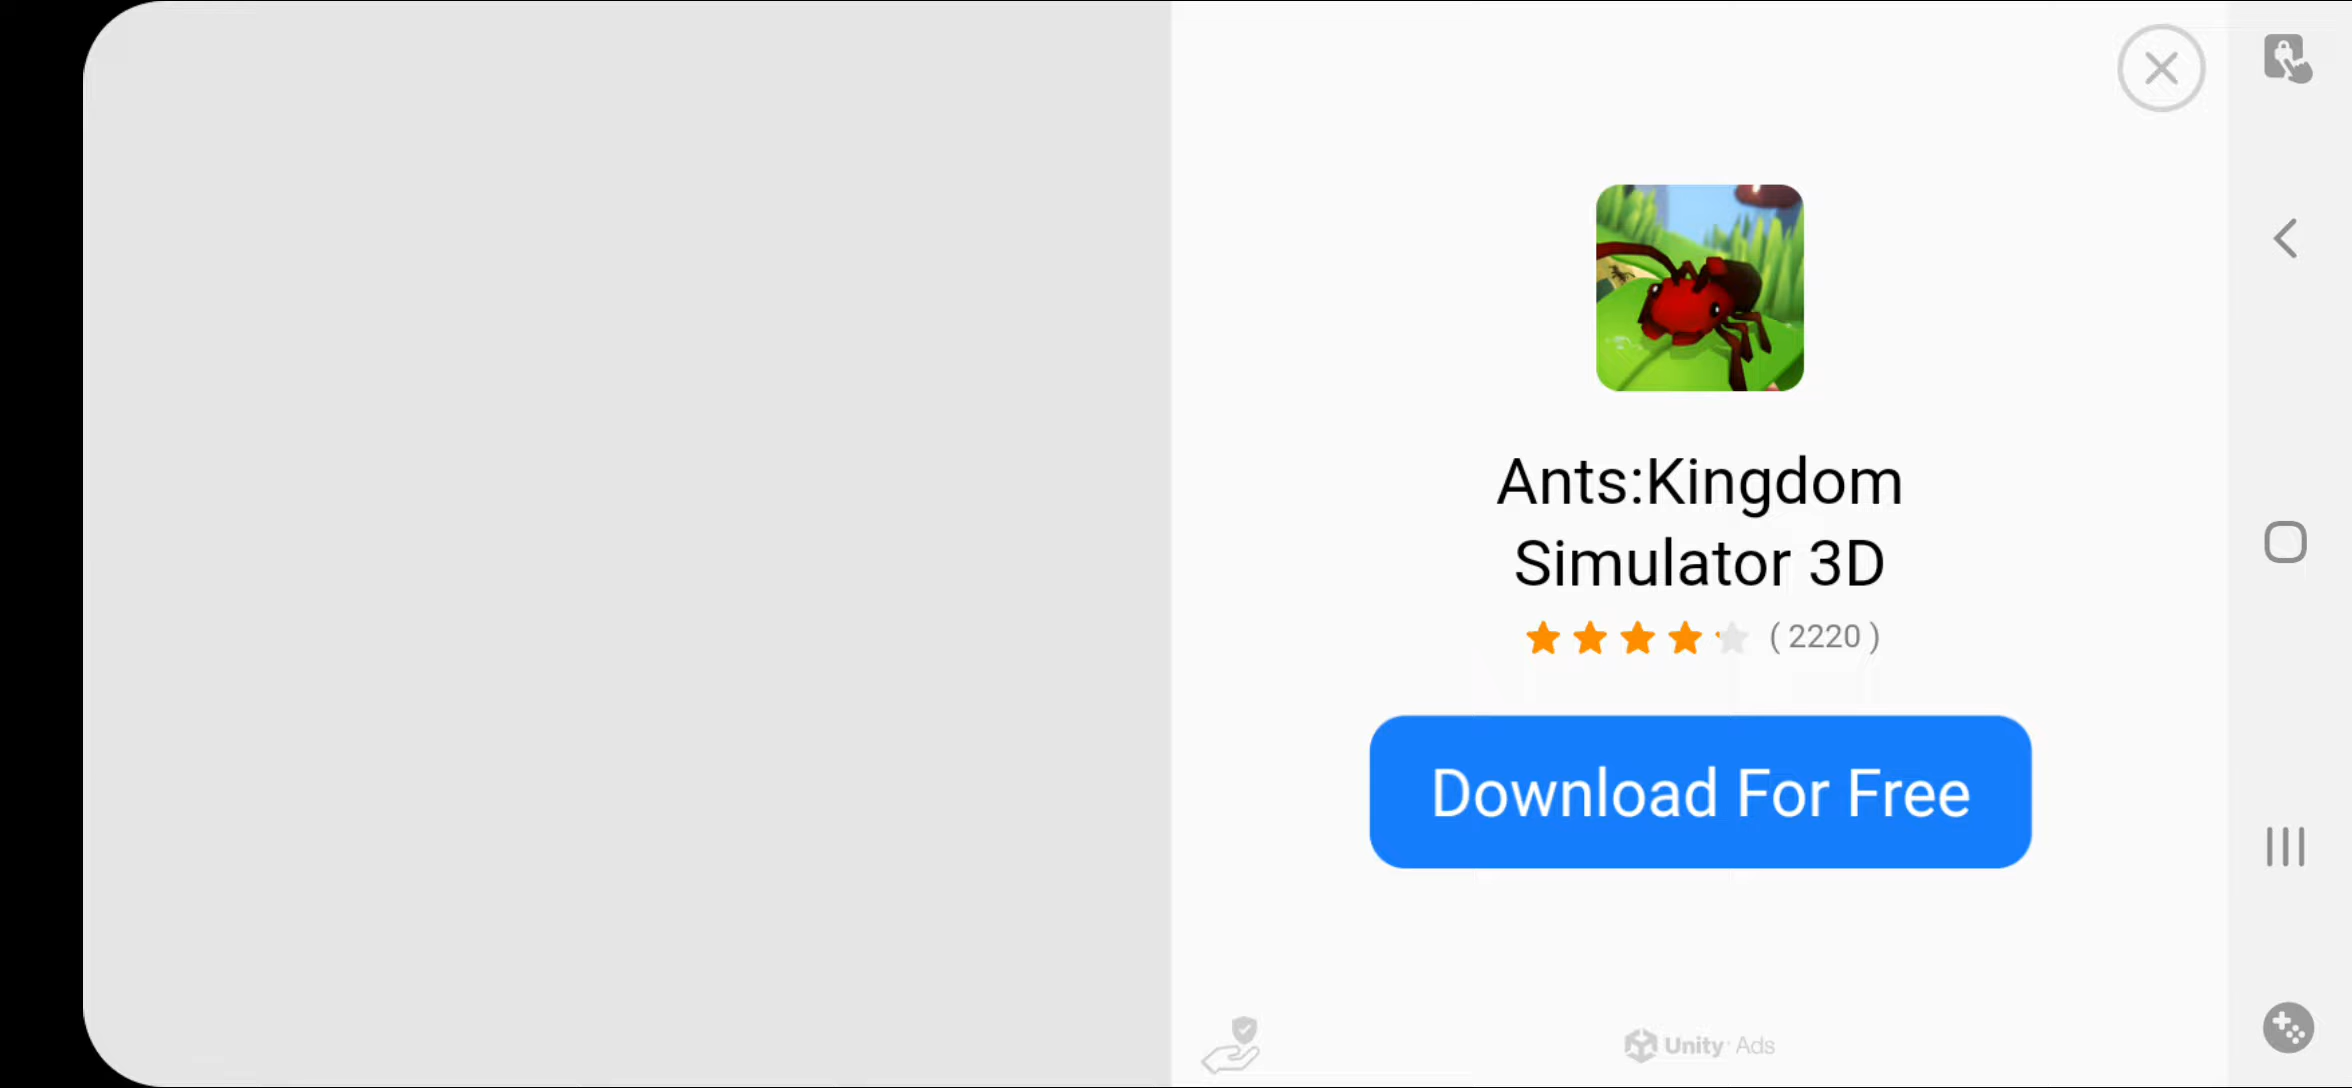 Ants:Kingdom
Simulator 3D
( 2220 )
Download For Free
Unity Ads